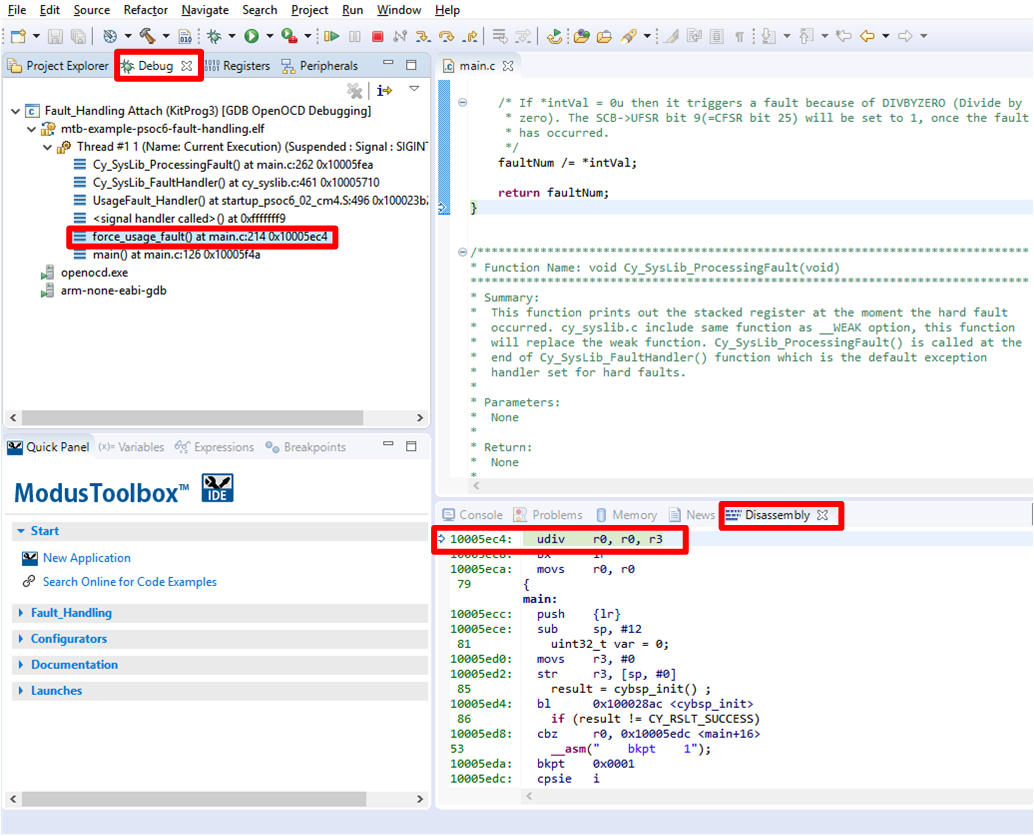 File Edit Source Refactor Navigate Search Project Run Window Help
Project Explorer Debug Registers Peripherals
Fault_Handling Attach (KitProg3) [GDB OpenOCD Debugging]
mtb-example-psoc6-fault-handling.elf
Thread #1 1 (Name: Current Execution) (Suspended : Signal : SIGINT
Cy_SysLib_ProcessingFault() at main.c:262 0x10005fea
Cy_SysLib_FaultHandler() at cy_syslib.c:461 0x10005710
UsageFault_Handler() at startup_psoc6_02_cm4.S:496 0x100023b2
<signal handler called>() at 0xfffffff9
force_usage_fault() at main.c:214 0x10005ec4
main() at main.c:126 0x10005f4a
openocd.exe
arm-none-eabi-gdb
Quick Panel (x)= Variables Expressions Breakpoints
ModusToolbox™ IDE
Start
New Application
Search Online for Code Examples
Fault_Handling
Configurators
Documentation
Launches
main.c
/* If *intVal = 0u then it triggers a fault because of DIVBYZERO (Divide by
* zero). The SCB->UFSR bit 9(=CFSR bit 25) will be set to 1, once the fault
* has occurred.
*/
faultNum /= *intVal;
return faultNum;
}
/*******************************************************************************
* Function Name: void Cy_SysLib_ProcessingFault(void)
********************************************************************************
* Summary:
* This function prints out the stacked register at the moment the hard fault
* occurred. cy_syslib.c include same function as __WEAK option, this function
* will replace the weak function. Cy_SysLib_ProcessingFault() is called at the
* end of Cy_SysLib_FaultHandler() function which is the default exception
* handler set for hard faults.
*
* Parameters:
* None
*
* Return:
* None
*
Console Problems Memory News Disassembly
10005ec4: udiv r0, r0, r3
10005ec8: bx lr
10005eca: movs r0, r0
79 {
main:
10005ecc: push {lr}
10005ece: sub sp, #12
81 uint32_t var = 0;
10005ed0: movs r3, #0
10005ed2: str r3, [sp, #0]
85 result = cybsp_init() ;
10005ed4: bl 0x100028ac <cybsp_init>
86 if (result != CY_RSLT_SUCCESS)
10005ed8: cbz r0, 0x10005edc <main+16>
53 __asm(" bkpt 1");
10005eda: bkpt 0x0001
10005edc: cpsie i